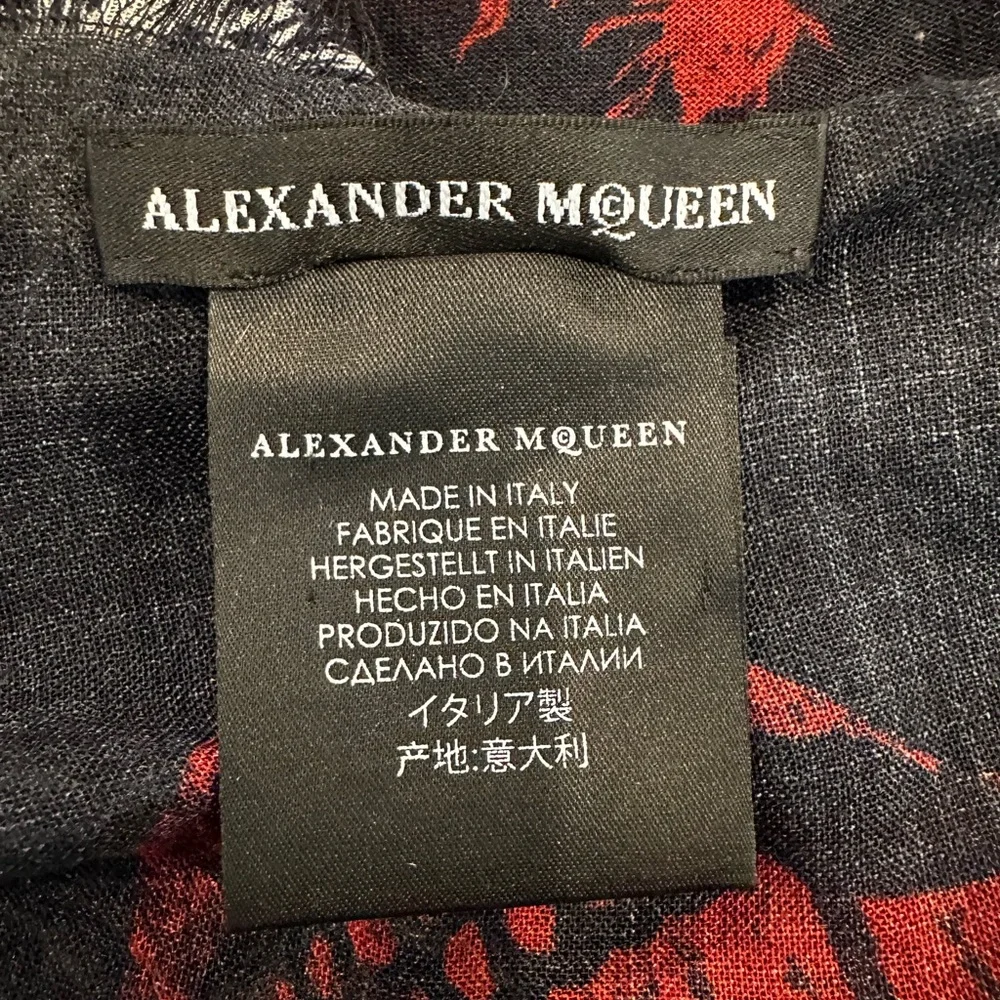 ALEXANDER MCQUEEN
ALEXANDER MCQUEEN
MADE IN ITALY
FABRIQUE EN ITALIE
HERGESTELLT IN ITALIEN
HECHO EN ITALIA
PRODUZIDO NA ITALIA
СДЕЛАНО В ИТАЛИИ
イタリア製
产地:意大利